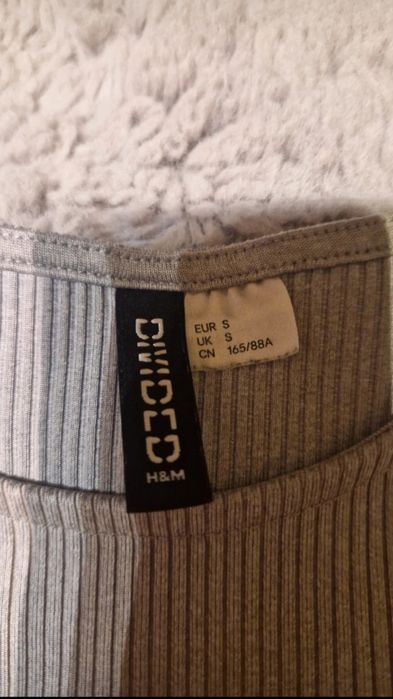 DIVIDED
H&M
EUR S
UK S
CN 165/88A